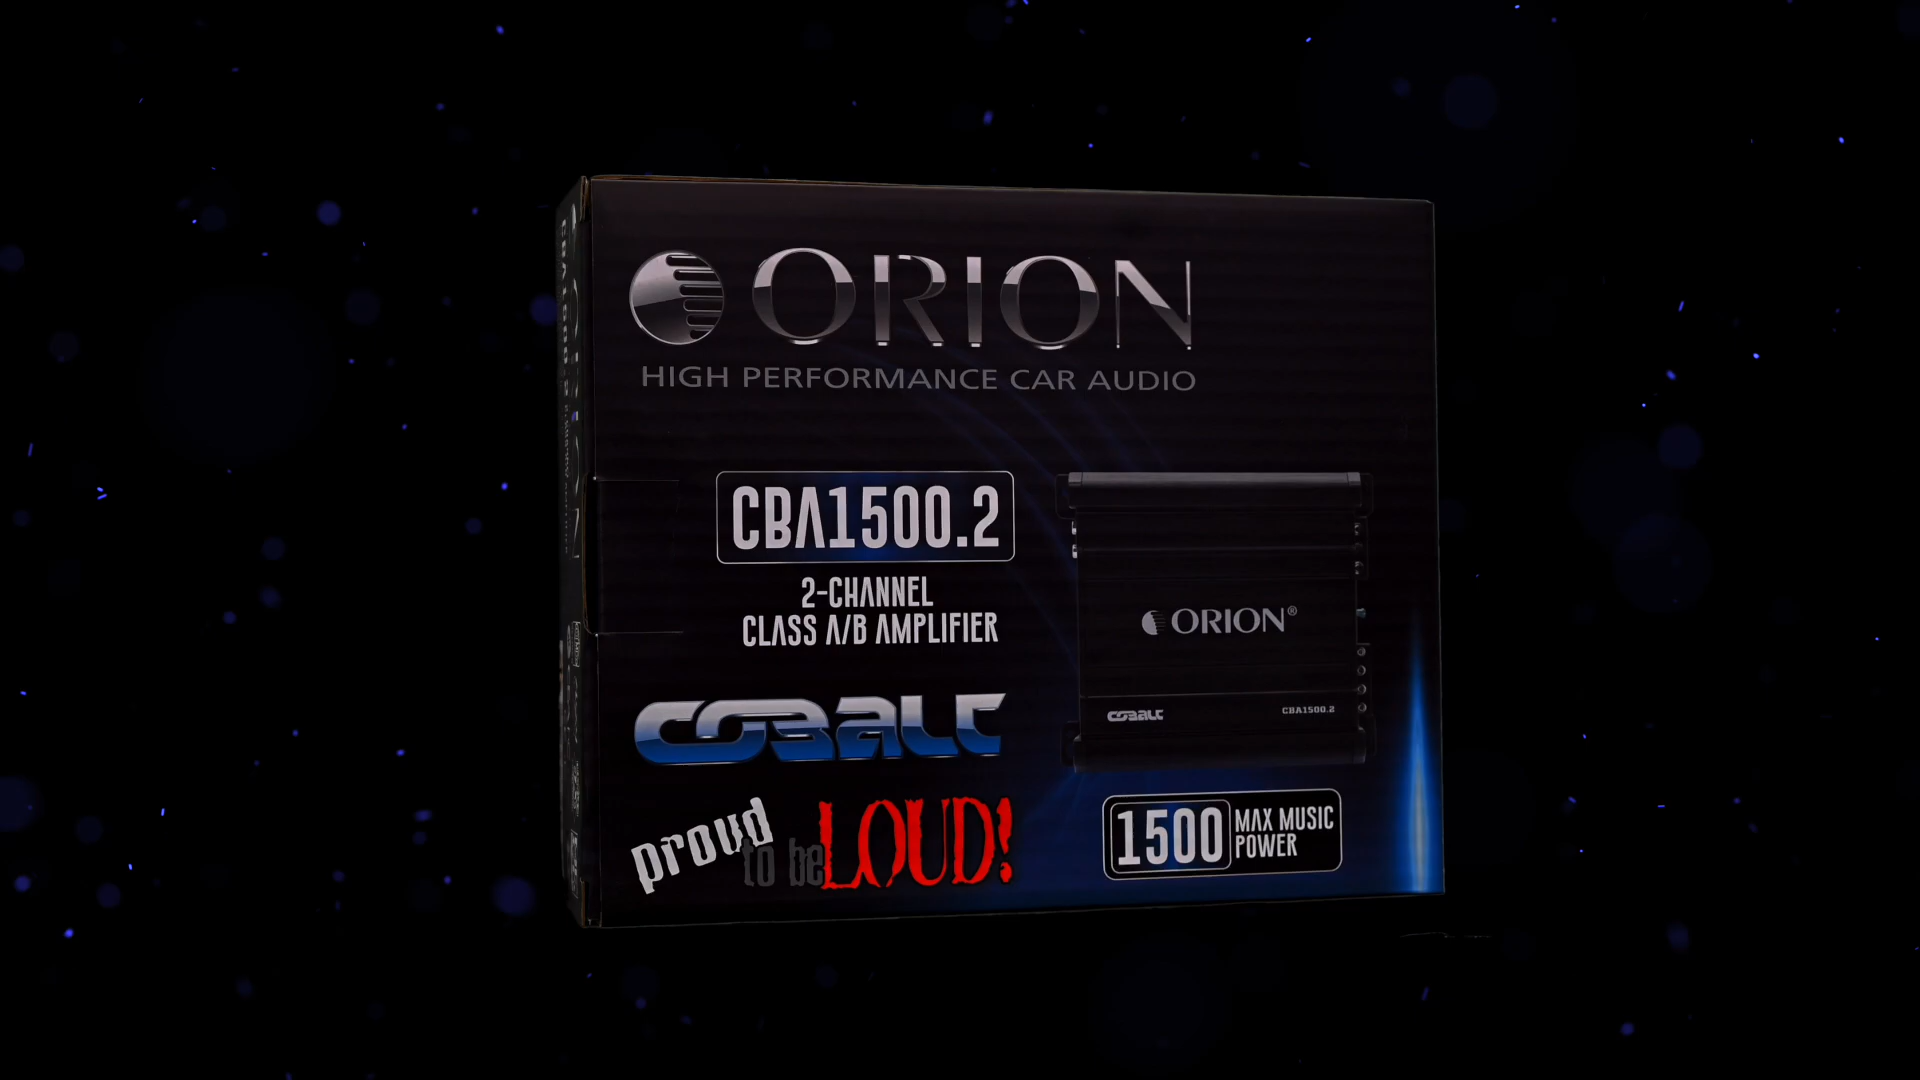 ORION
HIGH PERFORMANCE CAR AUDIO
CBA1500.2
2-CHANNEL
CLASS A/B AMPLIFIER
COBALT
proud
to be LOUD!
ORION®
COBALT
CBA1500.2
1500 MAX MUSIC
POWER